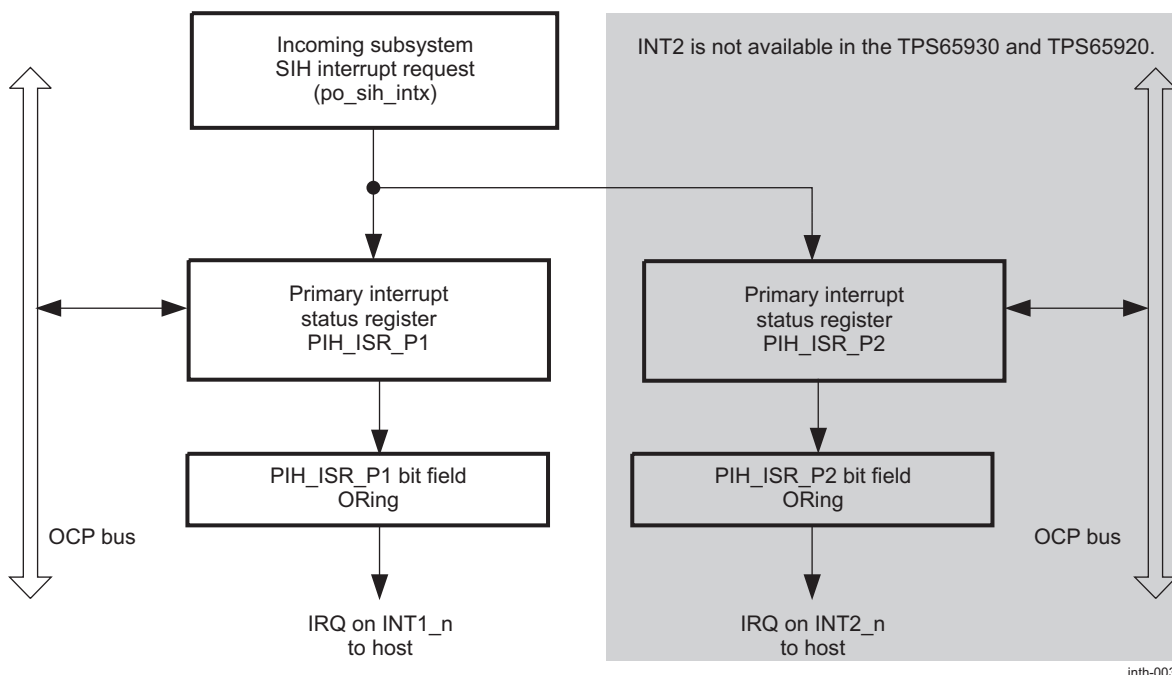 Incoming subsystem
SIH interrupt request
(po_sih_intx)
INT2 is not available in the TPS65930 and TPS65920.
Primary interrupt
status register
PIH_ISR_P1
Primary interrupt
status register
PIH_ISR_P2
PIH_ISR_P1 bit field
ORing
PIH_ISR_P2 bit field
ORing
OCP bus
OCP bus
IRQ on INT1_n
to host
IRQ on INT2_n
to host
inth-003